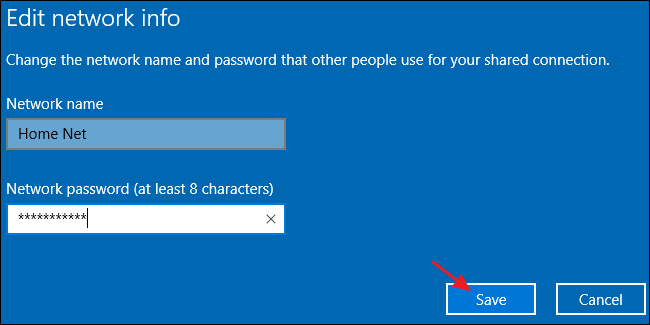 Edit network info
Change the network name and password that other people use for your shared connection.
Network name
Home Net
Network password (at least 8 characters)
***********
Save
Cancel